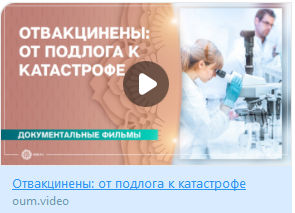 ОТВАКЦИНЕНЫ:
ОТ ПОДЛОГА К
КАТАСТРОФЕ
ДОКУМЕНТАЛЬНЫЕ ФИЛЬМЫ
Отвакцинены: от подлога к катастрофе
oum.video